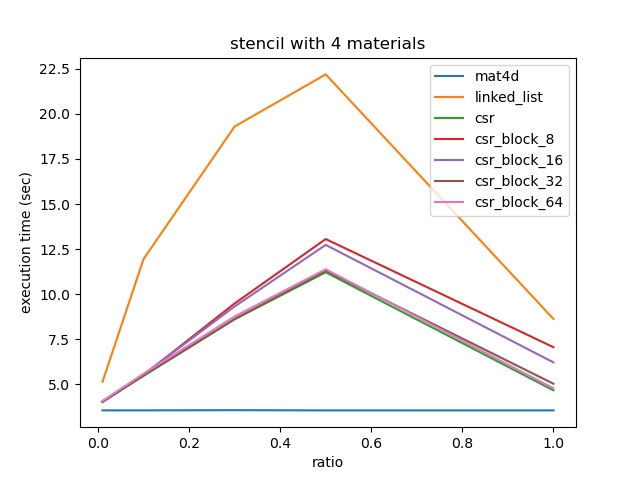 stencil with 4 materials
execution time (sec)
22.5
20.0
17.5
15.0
12.5
10.0
7.5
5.0
mat4d
linked_list
csr
csr_block_8
csr_block_16
csr_block_32
csr_block_64
0.0 0.2 0.4 0.6 0.8 1.0
ratio